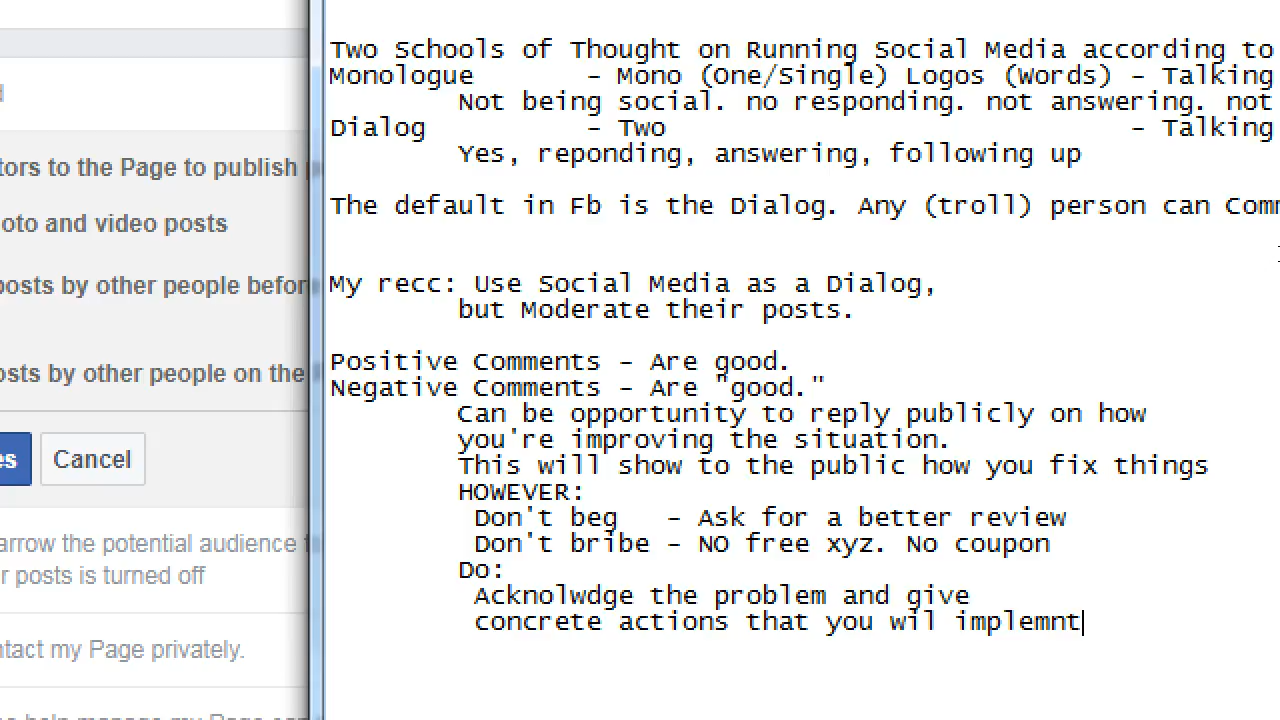 Two Schools of Thought on Running Social Media according to
Monologue - Mono (One/Single) Logos (Words) - Talking
Not being social. no responding. not answering. not
Dialog - Two - Talking
Yes, reponding, answering, following up
The default in Fb is the Dialog. Any (troll) person can Comm
My recc: Use Social Media as a Dialog,
but Moderate their posts.
Positive Comments - Are good.
Negative Comments - Are "good."
Can be opportunity to reply publicly on how
you're improving the situation.
This will show to the public how you fix things
HOWEVER:
Don't beg - Ask for a better review
Don't bribe - NO free xyz. No coupon
Do:
Acknolwdge the problem and give
concrete actions that you wil implemnt
tors to the Page to publish
oto and video posts
posts by other people befor
osts by other people on the
es Cancel
arrow the potential audience
r posts is turned off
ntact my Page privately.
help manage my Page